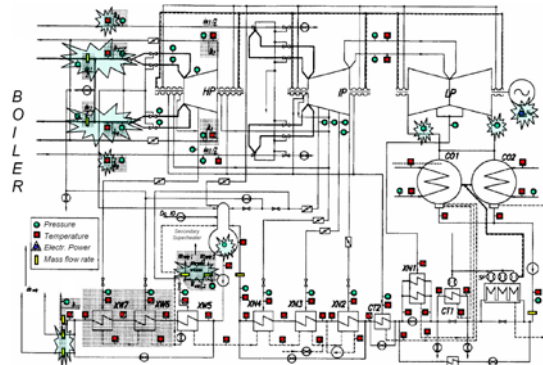 BOILER
HP
IP
LP
CO1
CO2
Pressure
Temperature
Electr. Power
Mass flow rate
Secondary
Superheater
XW7
XW6
XW5
XN4
XN3
XN2
CT2
XN1
CT1